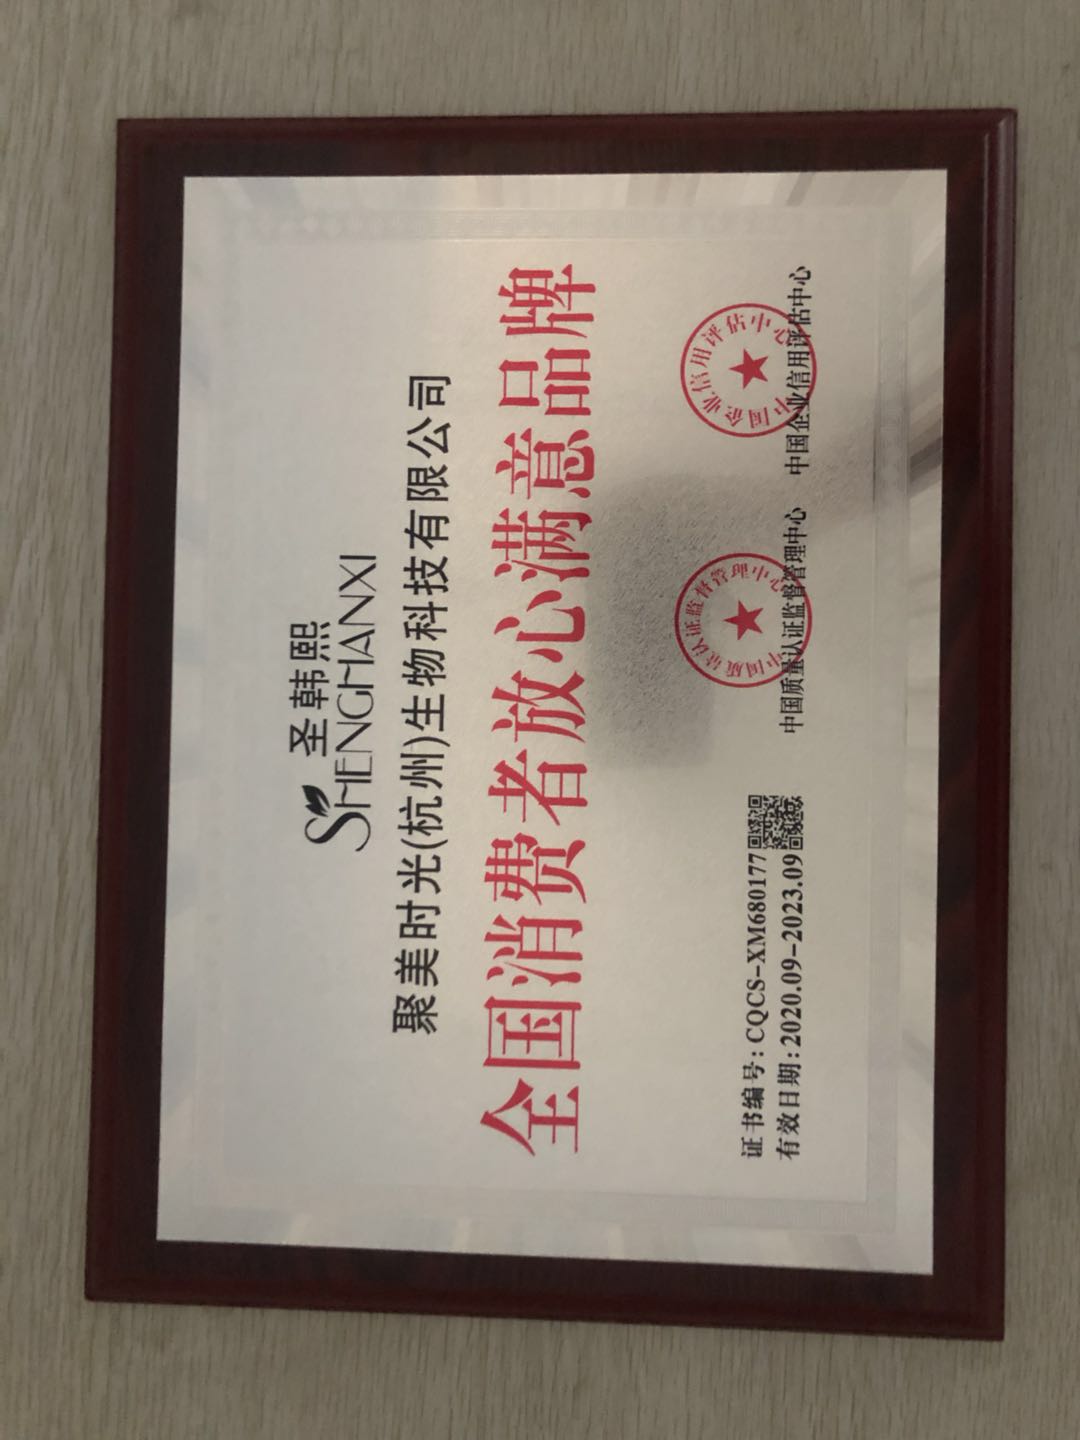 圣韩熙
SHENGHANXI
聚美时光(杭州)生物科技有限公司
全国消费者放心满意品牌
证书编号: CQCS-XM680177
有效日期: 2020.09-2023.09
中国质量认证监督管理中心
中国质量认证监督管理中心
中国企业信用评估中心
中国企业信用评估中心